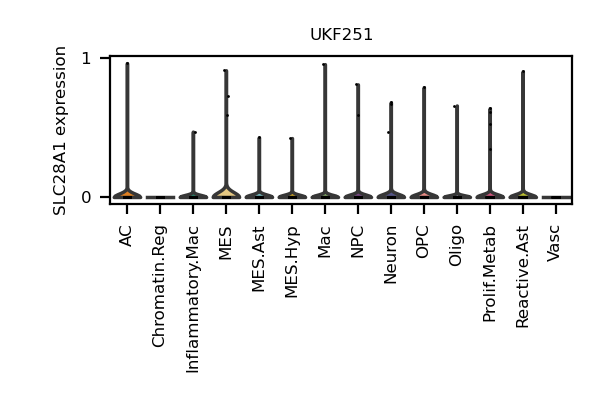 UKF251
SLC28A1 expression
1
0
AC
Chromatin.Reg
Inflammatory.Mac
MES
MES.Ast
MES.Hyp
Mac
NPC
Neuron
OPC
Oligo
Prolif.Metab
Reactive.Ast
Vasc